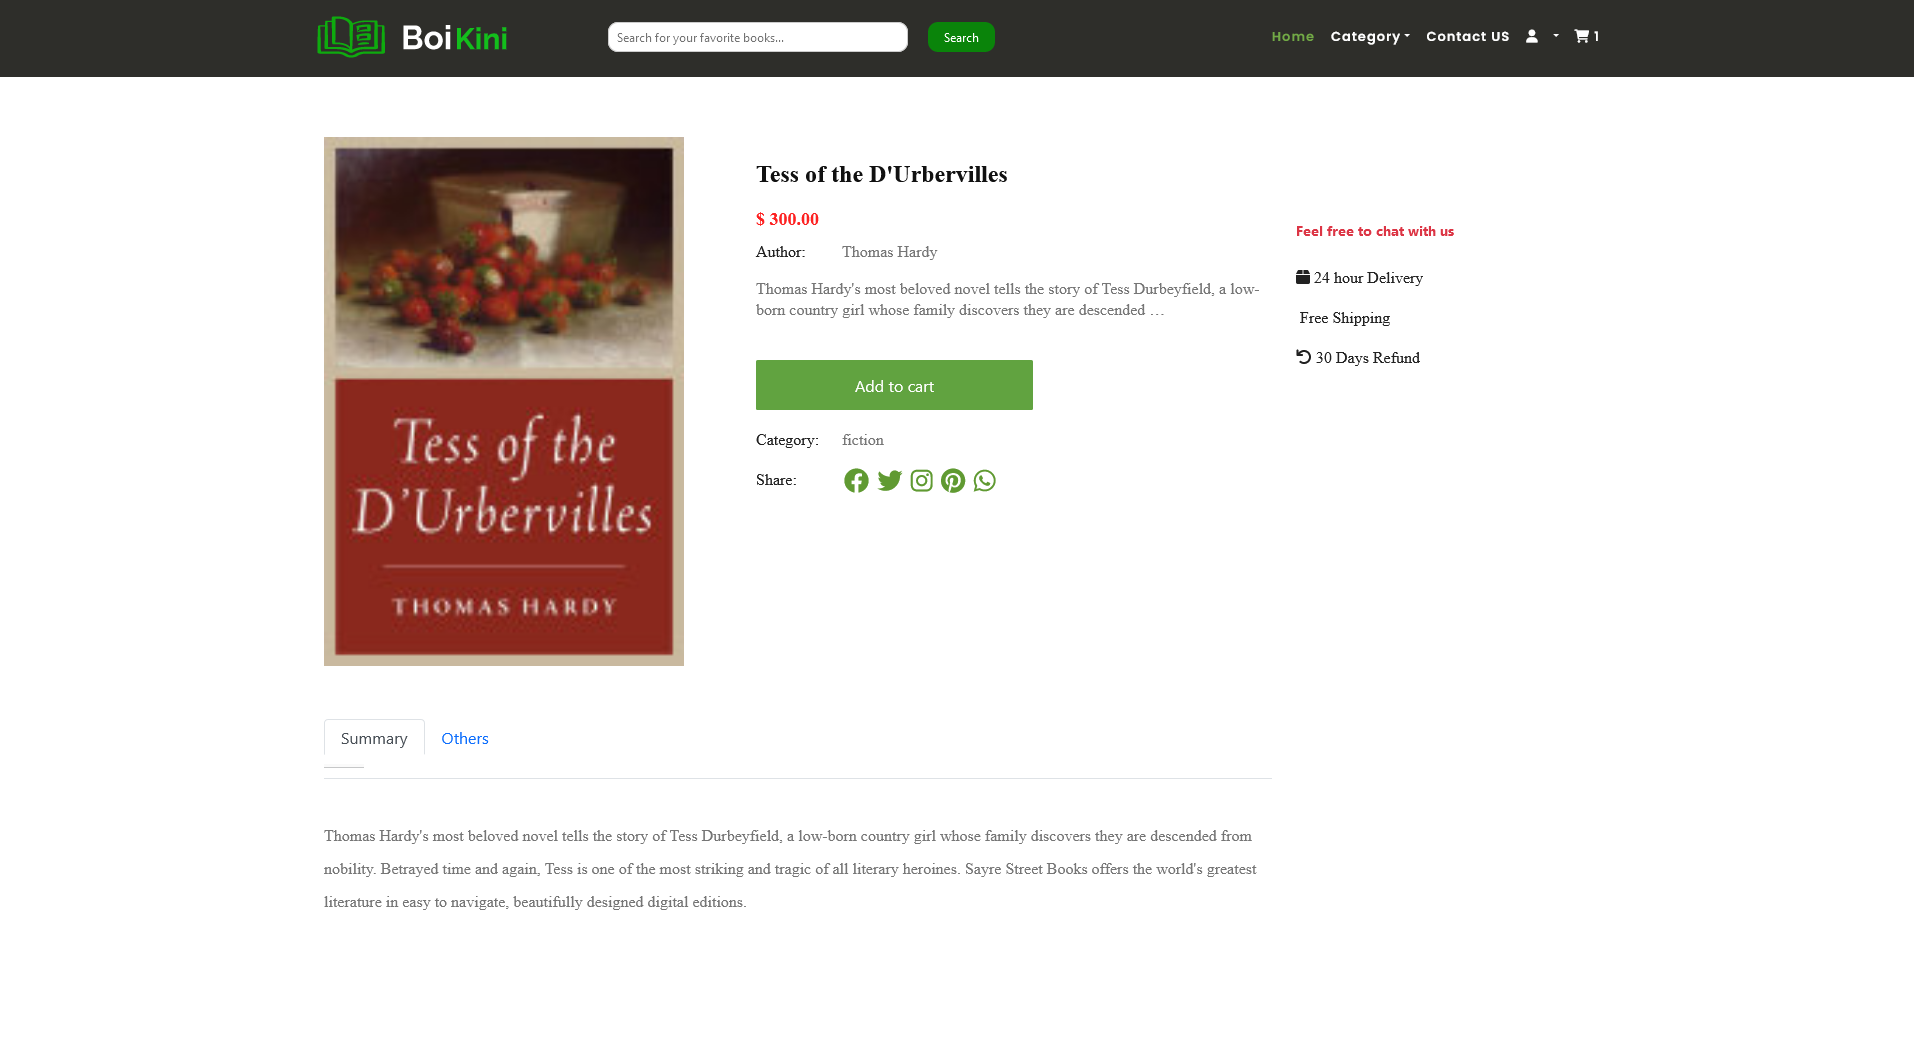 BoiKini
Search for your favorite books...
Search
Home
Category
Contact US
1
Tess of the
D'Urbervilles
THOMAS HARDY
Tess of the D'Urbervilles
$ 300.00
Author: Thomas Hardy
Thomas Hardy's most beloved novel tells the story of Tess Durbeyfield, a low-
born country girl whose family discovers they are descended …
Add to cart
Category: fiction
Share:
Feel free to chat with us
24 hour Delivery
Free Shipping
30 Days Refund
Summary
Others
Thomas Hardy's most beloved novel tells the story of Tess Durbeyfield, a low-born country girl whose family discovers they are descended from
nobility. Betrayed time and again, Tess is one of the most striking and tragic of all literary heroines. Sayre Street Books offers the world's greatest
literature in easy to navigate, beautifully designed digital editions.